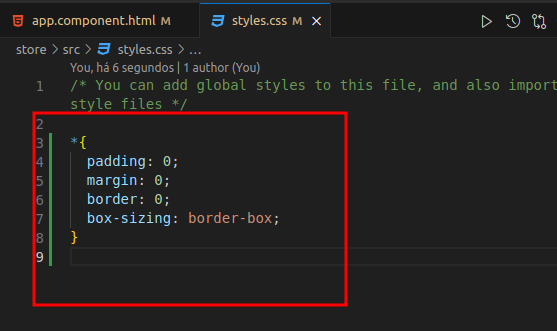 app.component.html M
styles.css M
store > src > styles.css > ...
You, há 6 segundos | 1 author (You)
1 /* You can add global styles to this file, and also import
style files */
2
3 *{
4 padding: 0;
5 margin: 0;
6 border: 0;
7 box-sizing: border-box;
8 }
9